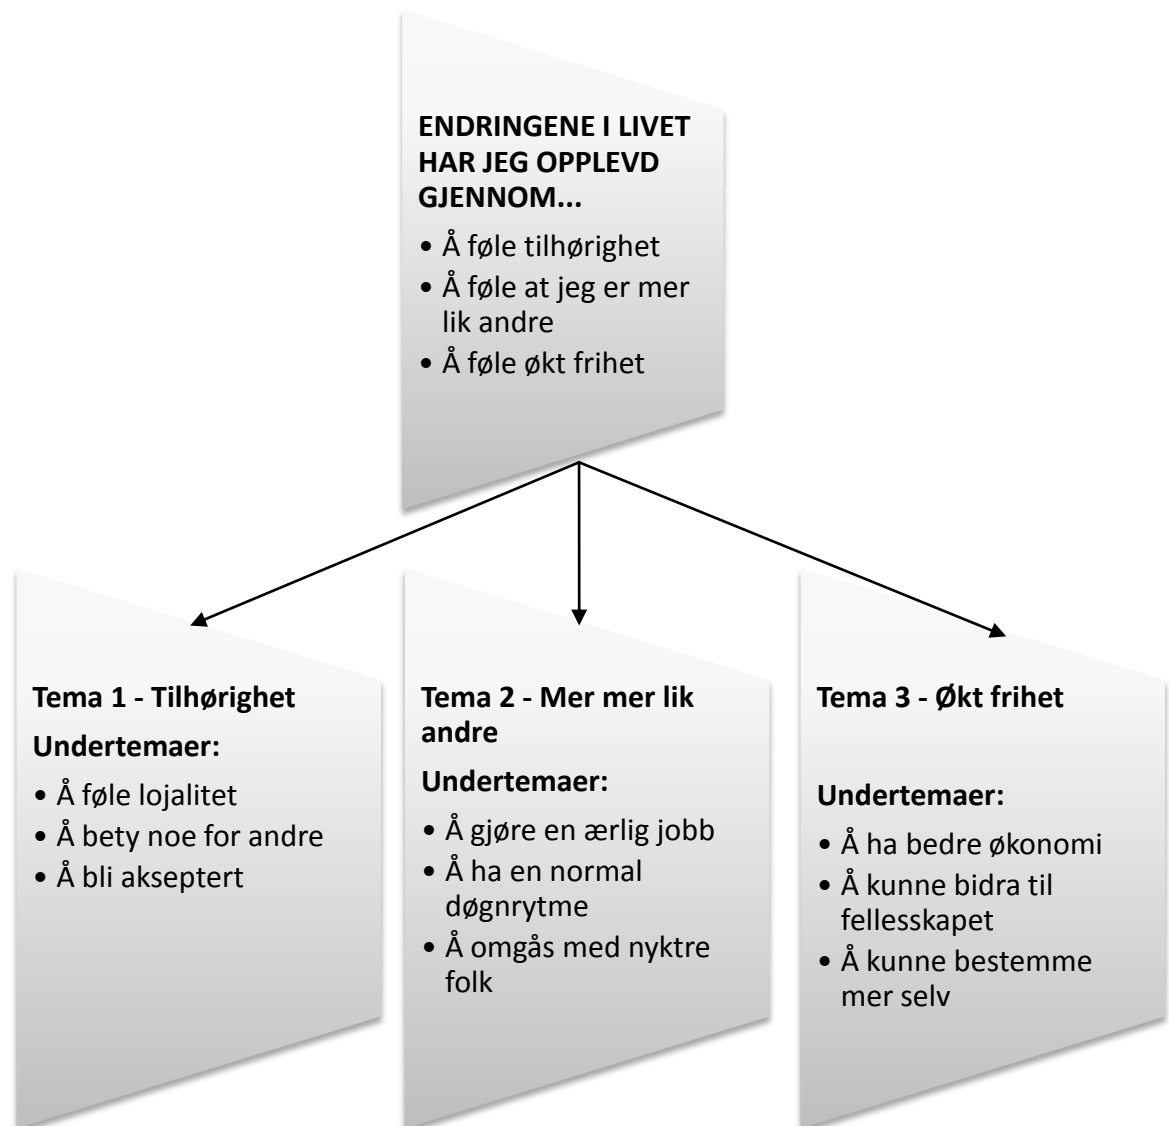 ENDRINGENE I LIVET
HAR JEG OPPLEVD
GJENNOM...
• Å føle tilhørighet
• Å føle at jeg er mer
lik andre
• Å føle økt frihet
Tema 1 - Tilhørighet
Undertemaer:
• Å føle lojalitet
• Å bety noe for andre
• Å bli akseptert
Tema 2 - Mer mer lik
andre
Undertemaer:
• Å gjøre en ærlig jobb
• Å ha en normal
døgnrytme
• Å omgås med nyktre
folk
Tema 3 - Økt frihet
Undertemaer:
• Å ha bedre økonomi
• Å kunne bidra til
fellesskapet
• Å kunne bestemme
mer selv